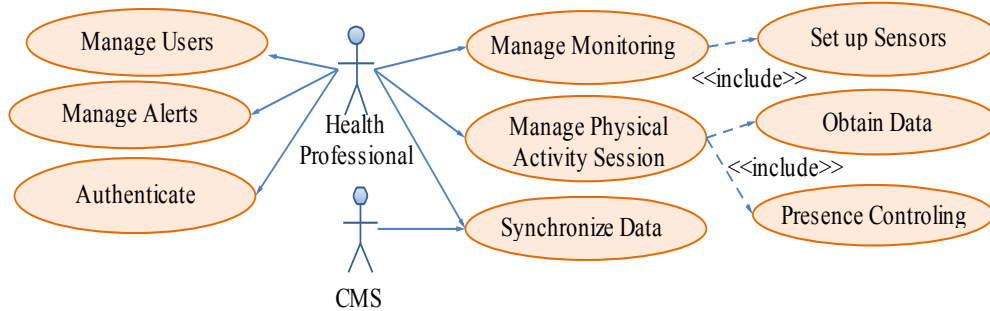 Manage Users
Manage Monitoring
Set up Sensors
<<include>>
Manage Alerts
Health
Professional
Manage Physical
Activity Session
Obtain Data
<<include>>
Authenticate
Synchronize Data
Presence Controling
CMS